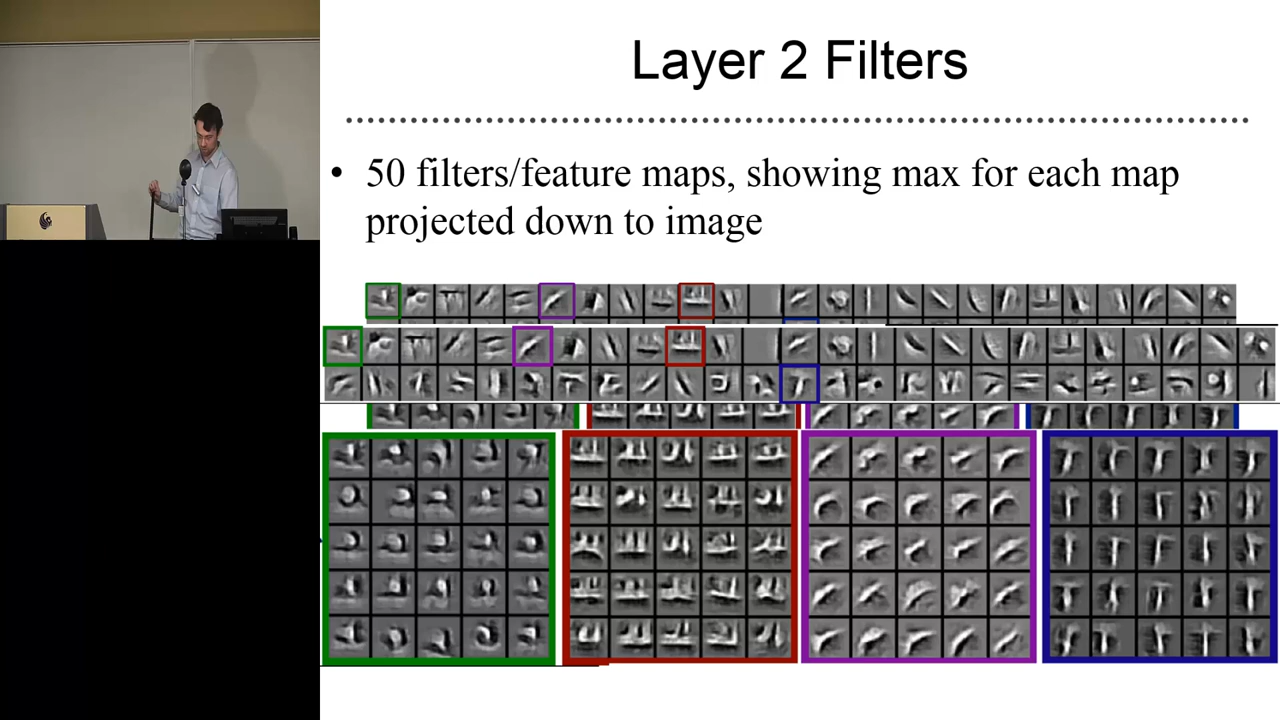 Layer 2 Filters
• 50 filters/feature maps, showing max for each map
projected down to image